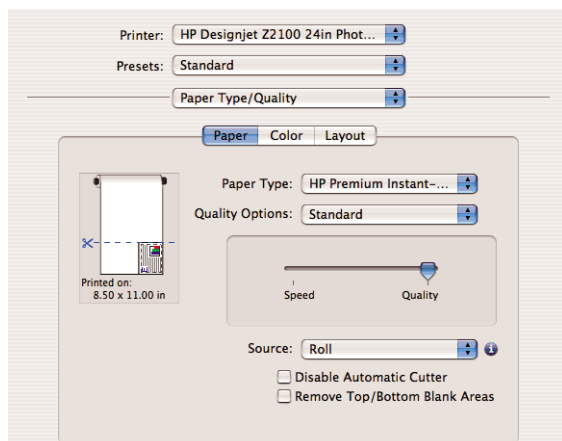 Printer: HP Designjet Z2100 24in Phot...
Presets: Standard
Paper Type/Quality
Paper Color Layout
Paper Type: HP Premium Instant-...
Quality Options: Standard
Printed on:
8.50 x 11.00 in
Speed Quality
Source: Roll
Disable Automatic Cutter
Remove Top/Bottom Blank Areas